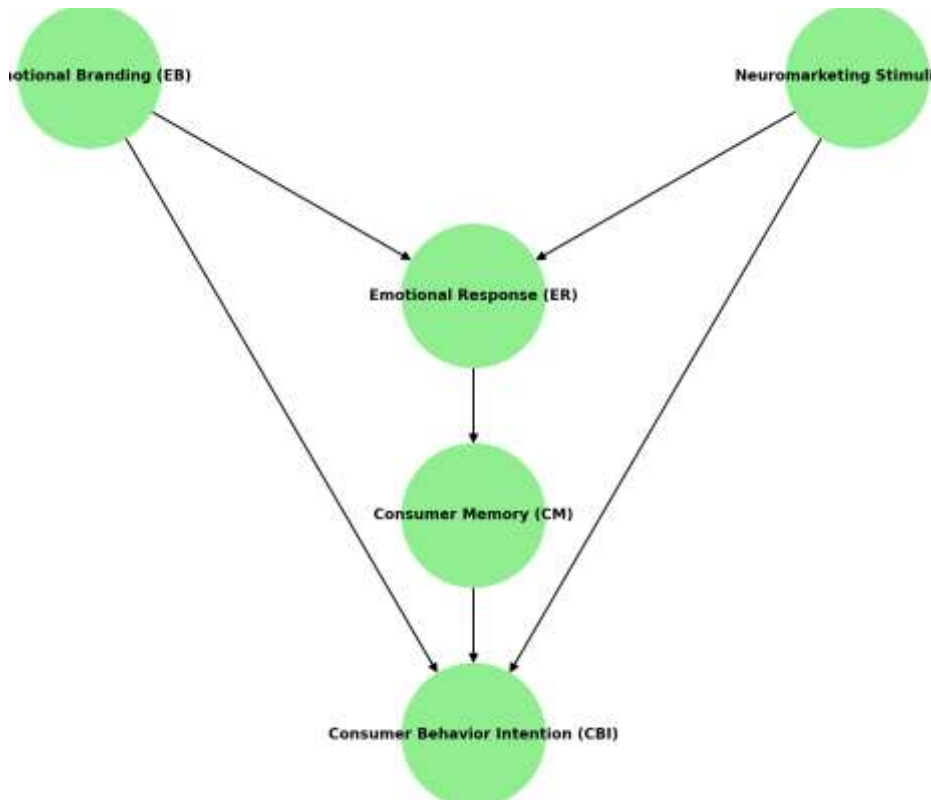 otional Branding (EB)
Neuromarketing Stimuli
Emotional Response (ER)
Consumer Memory (CM)
Consumer Behavior Intention (CBI)